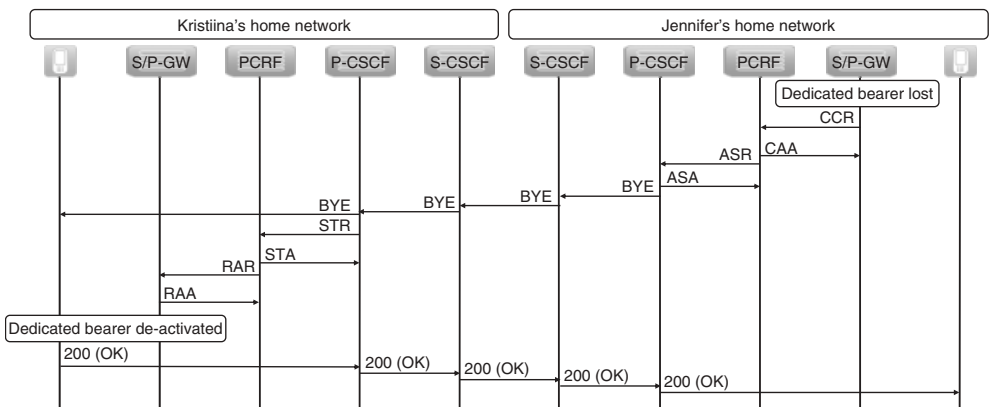 Kristiina's home network
Jennifer's home network
S/P-GW
PCRF
P-CSCF
S-CSCF
S-CSCF
P-CSCF
PCRF
S/P-GW
Dedicated bearer lost
CCR
ASR
CAA
BYE
ASA
BYE
BYE
BYE
STR
STA
RAR
RAA
Dedicated bearer de-activated
200 (OK)
200 (OK)
200 (OK)
200 (OK)
200 (OK)